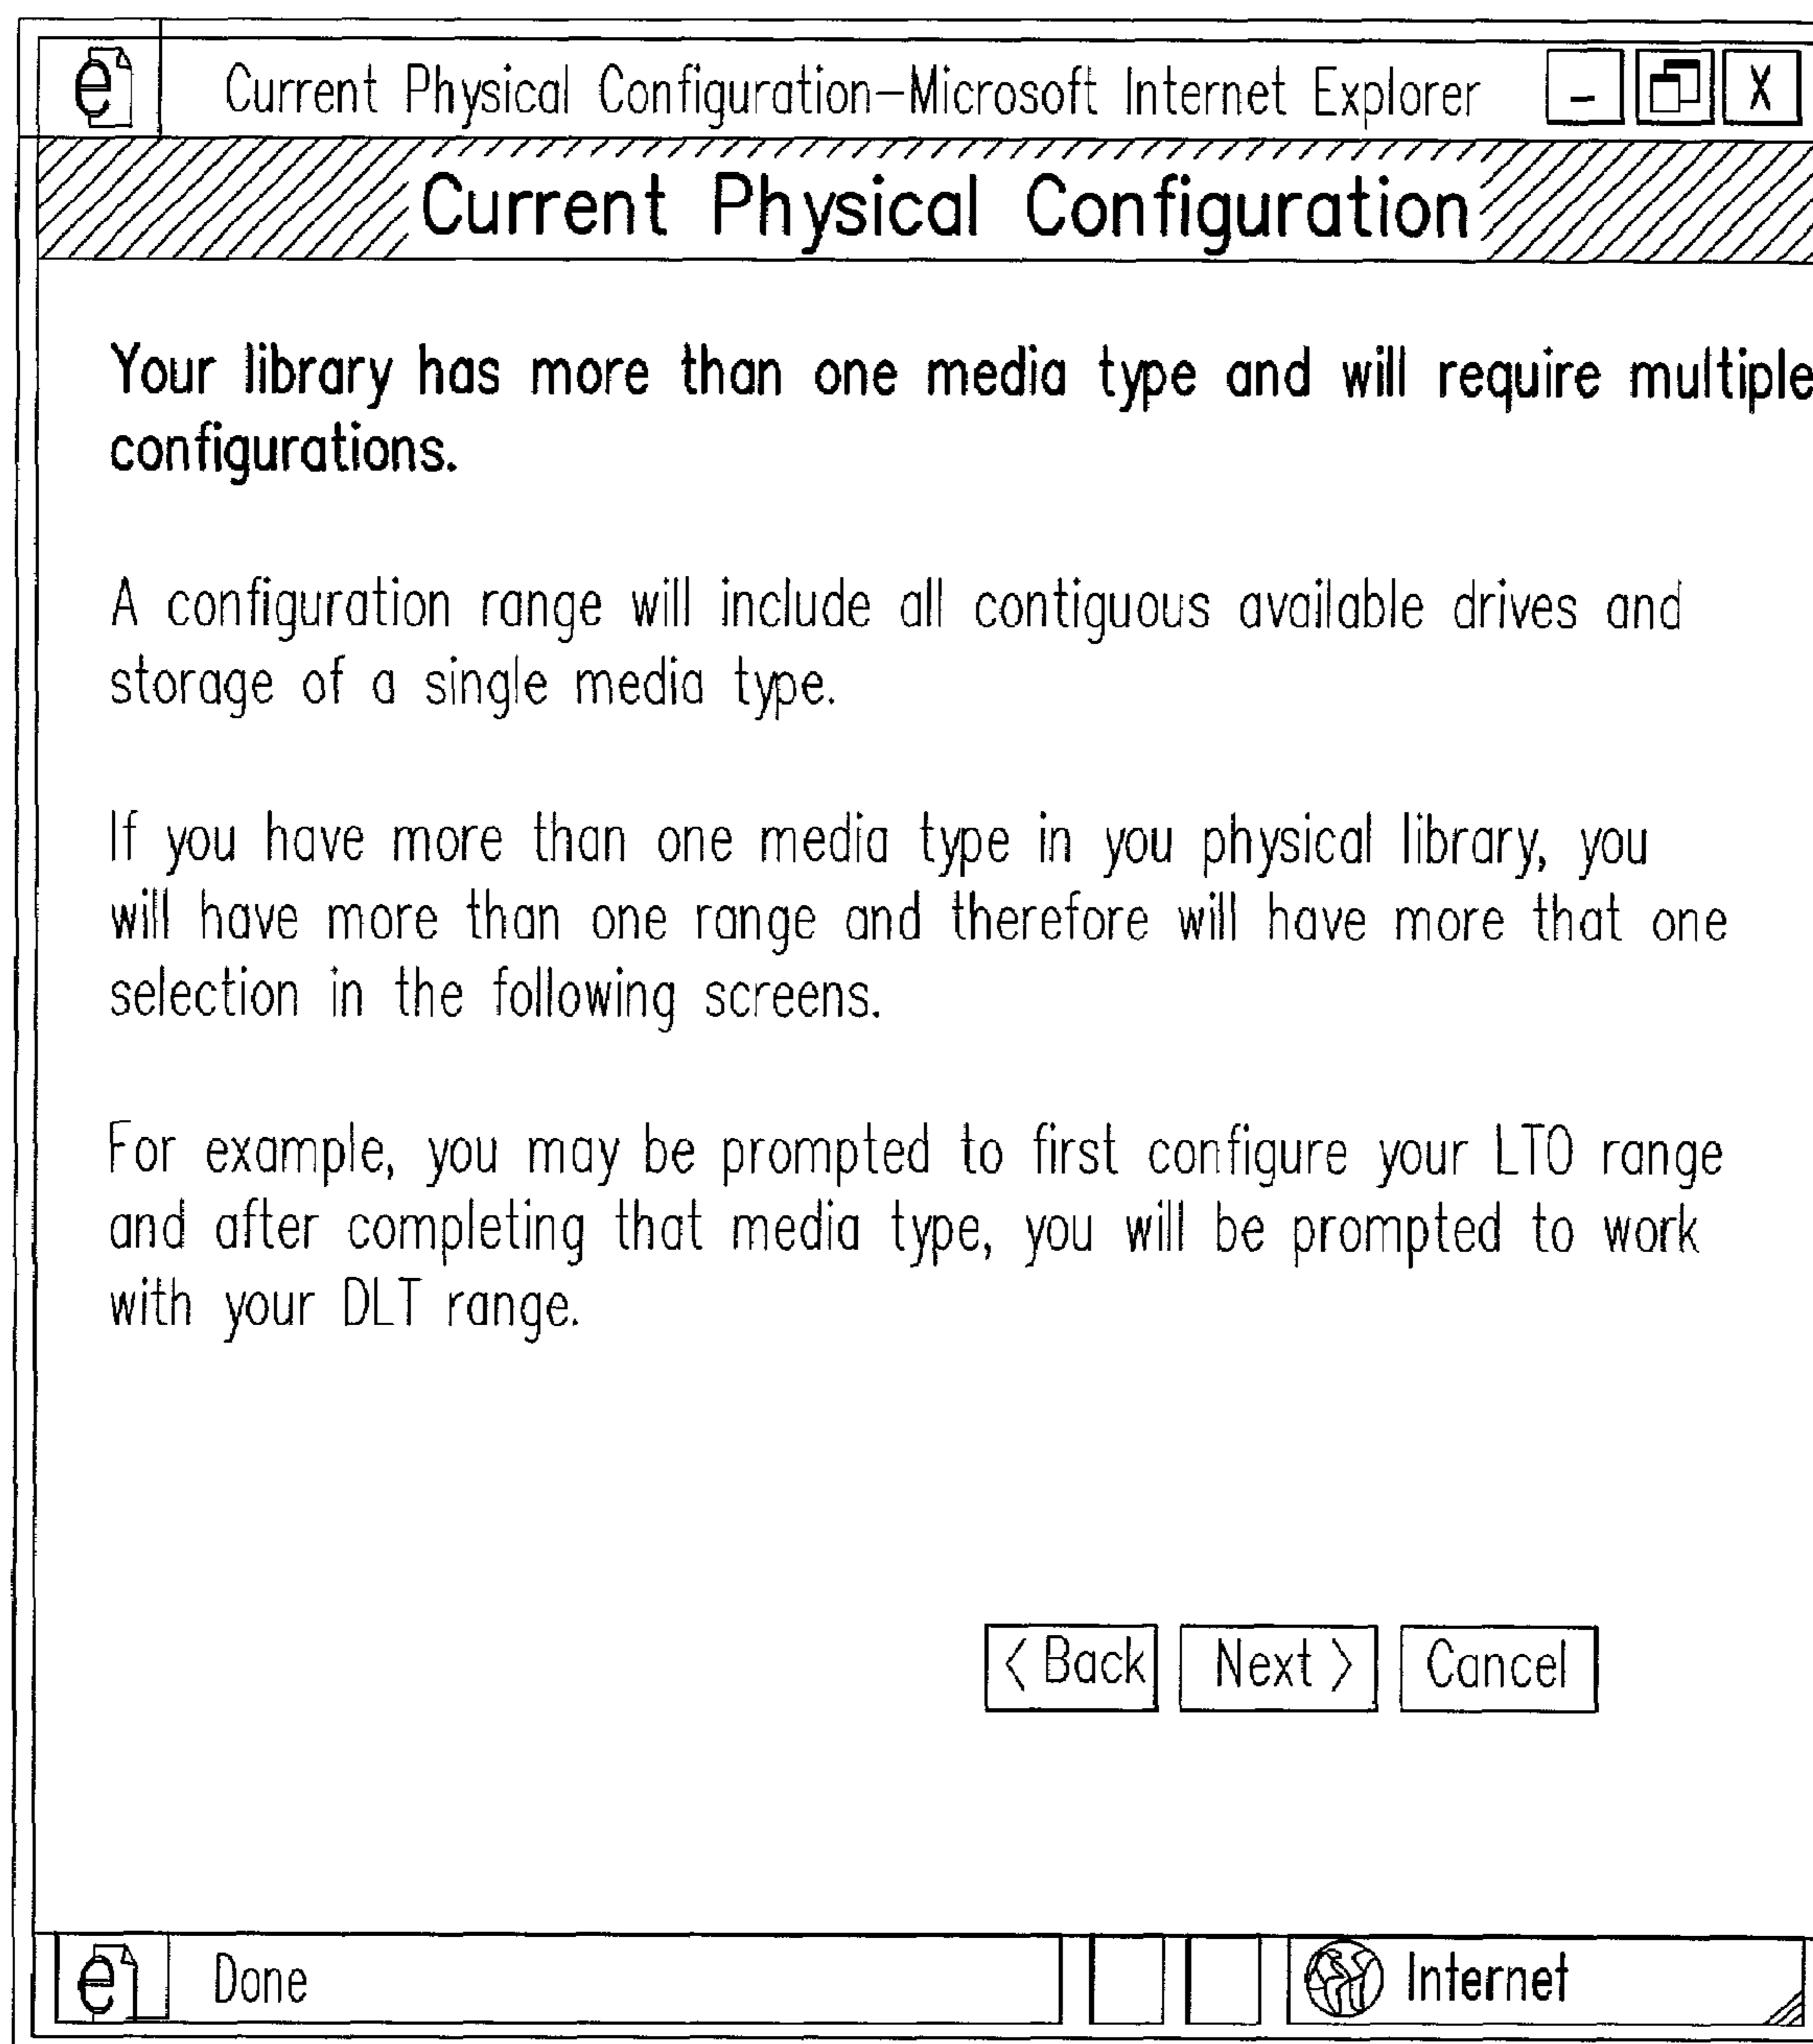 Current Physical Configuration–Microsoft Internet Explorer
Current Physical Configuration
Your library has more than one media type and will require multiple
configurations.
A configuration range will include all contiguous available drives and
storage of a single media type.
If you have more than one media type in you physical library, you
will have more than one range and therefore will have more that one
selection in the following screens.
For example, you may be prompted to first configure your LTO range
and after completing that media type, you will be prompted to work
with your DLT range.
< Back Next > Cancel
Done Internet